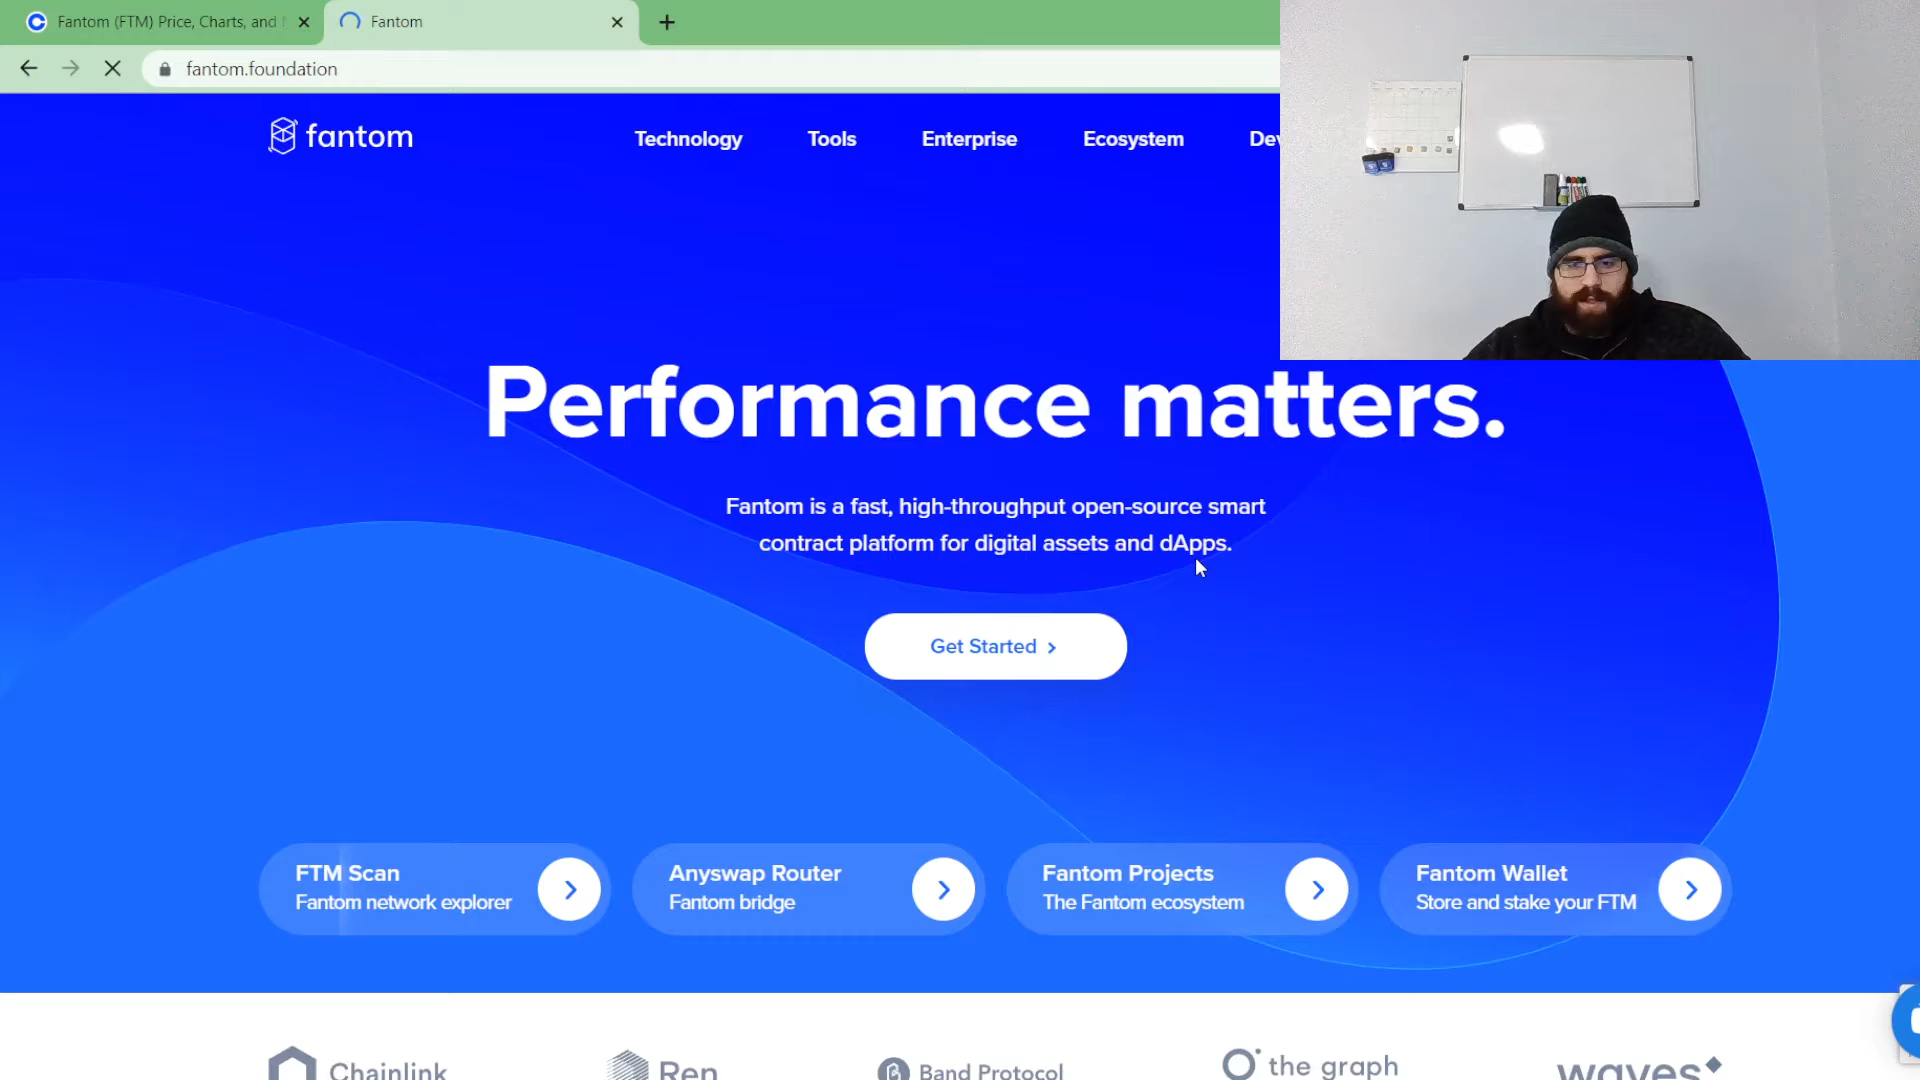 Fantom (FTM) Price, Charts, and
Fantom
fantom.foundation
fantom
Technology
Tools
Enterprise
Ecosystem
Performance matters.
Fantom is a fast, high-throughput open-source smart
contract platform for digital assets and dApps.
Get Started
FTM Scan
Fantom network explorer
Anyswap Router
Fantom bridge
Fantom Projects
The Fantom ecosystem
Fantom Wallet
Store and stake your FTM
Chainlink
Ren
Band Protocol
the graph
waves